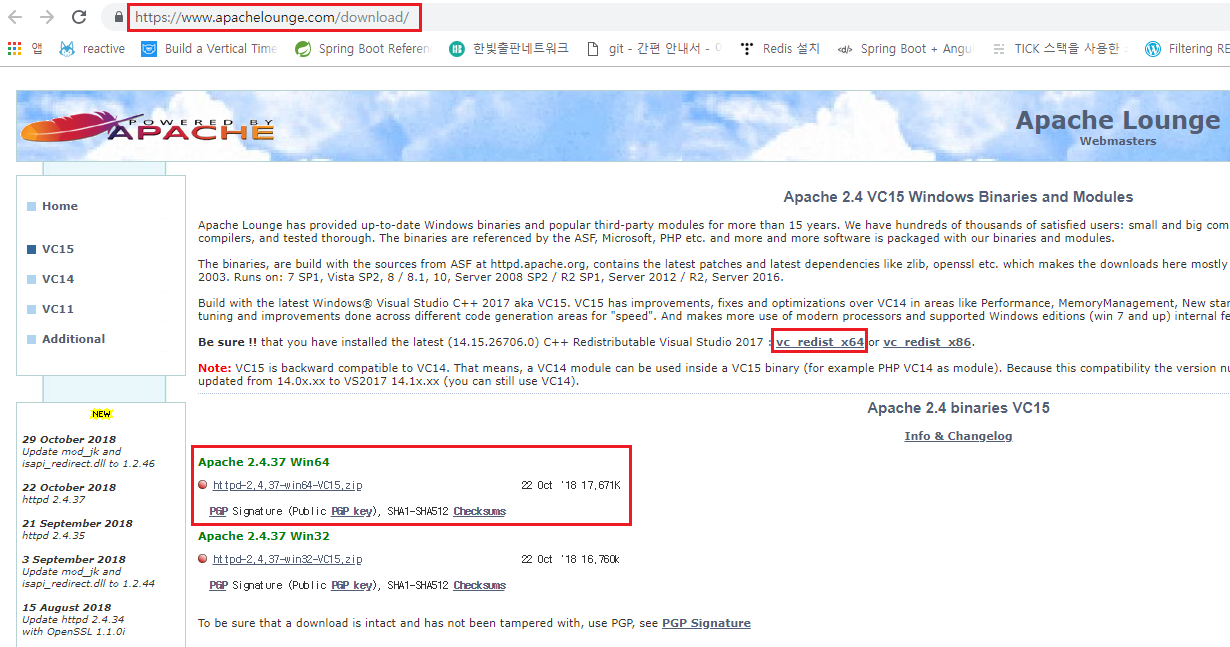 https://www.apachelounge.com/download/
앱 reactive Build a Vertical Time Spring Boot Referen 한빛출판네트워크 git - 간편 안내서 - Redis 설치 Spring Boot + Angu TICK 스택을 사용한 Filtering RE
POWERED BY
APACHE
Apache Lounge
Webmasters
Home
VC15
VC14
VC11
Additional
NEW
29 October 2018
Update mod_jk and
isapi_redirect.dll to 1.2.46
22 October 2018
httpd 2.4.37
21 September 2018
httpd 2.4.35
3 September 2018
Update mod_jk and
isapi_redirect.dll to 1.2.44
15 August 2018
Update httpd 2.4.34
with OpenSSL 1.1.0i
Apache 2.4 VC15 Windows Binaries and Modules
Apache Lounge has provided up-to-date Windows binaries and popular third-party modules for more than 15 years. We have hundreds of thousands of satisfied users: small and big com
compilers, and tested thorough. The binaries are referenced by the ASF, Microsoft, PHP etc. and more and more software is packaged with our binaries and modules.
The binaries, are build with the sources from ASF at httpd.apache.org, contains the latest patches and latest dependencies like zlib, openssl etc. which makes the downloads here mostly
2003. Runs on: 7 SP1, Vista SP2, 8 / 8.1, 10, Server 2008 SP2 / R2 SP1, Server 2012 / R2, Server 2016.
Build with the latest Windows® Visual Studio C++ 2017 aka VC15. VC15 has improvements, fixes and optimizations over VC14 in areas like Performance, MemoryManagement, New stan
tuning and improvements done across different code generation areas for "speed". And makes more use of modern processors and supported Windows editions (win 7 and up) internal fe
Be sure !! that you have installed the latest (14.15.26706.0) C++ Redistributable Visual Studio 2017 : vc_redist_x64 or vc_redist_x86.
Note: VC15 is backward compatible to VC14. That means, a VC14 module can be used inside a VC15 binary (for example PHP VC14 as module). Because this compatibility the version nu
updated from 14.0x.xx to VS2017 14.1x.xx (you can still use VC14).
Apache 2.4 binaries VC15
Info & Changelog
Apache 2.4.37 Win64
httpd-2.4.37-win64-VC15.zip 22 Oct '18 17.671K
PGP Signature (Public PGP key), SHA1-SHA512 Checksums
Apache 2.4.37 Win32
httpd-2.4.37-win32-VC15.zip 22 Oct '18 16.760k
PGP Signature (Public PGP key), SHA1-SHA512 Checksums
To be sure that a download is intact and has not been tampered with, use PGP, see PGP Signature